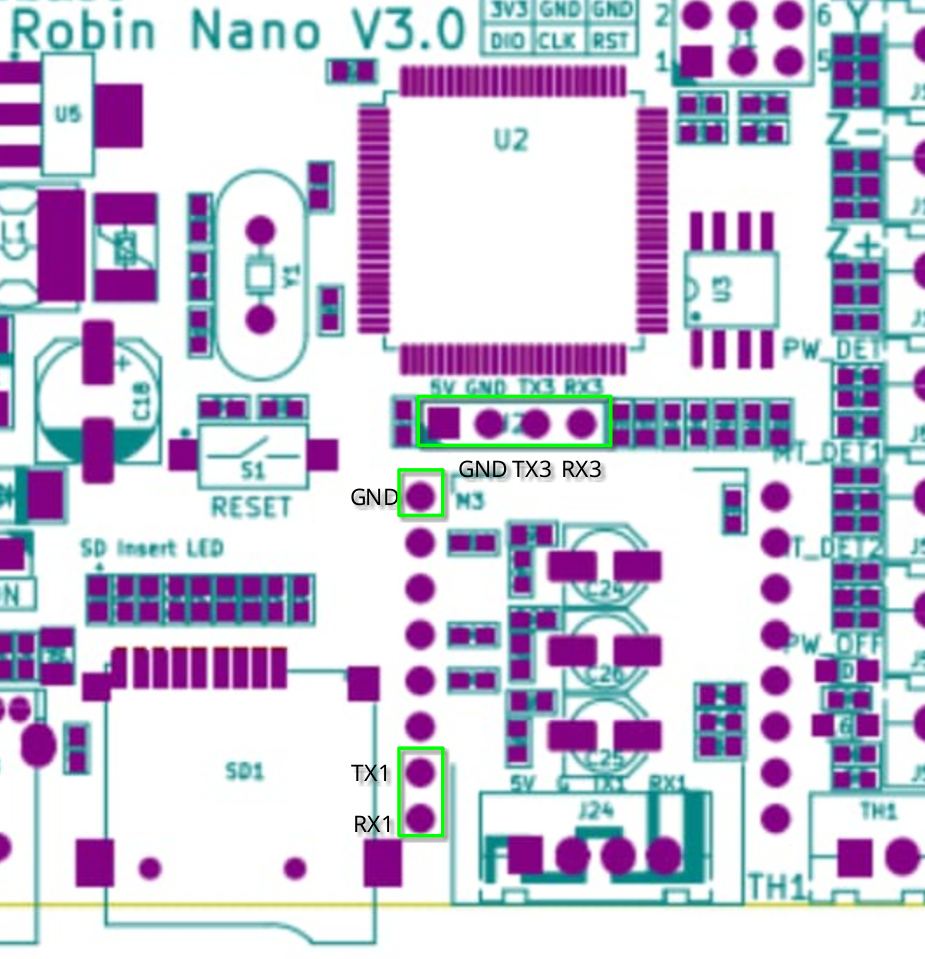 Robin Nano V3.0
3V3 GND GND
DIO CLK RST
2 6
J1
1 5
Y
U5
U2
Z-
L1
Y1
Z+
U3
PW_DET
C18
5V GND TX3 RX3
GND TX3 RX3
S1
RESET
MT_DET1
GND
M3
SD Insert LED
C24
C26
PW_OFF
C25
TX1
SD1
5V G TX1 RX1
J24
RX1
TH1
TH1